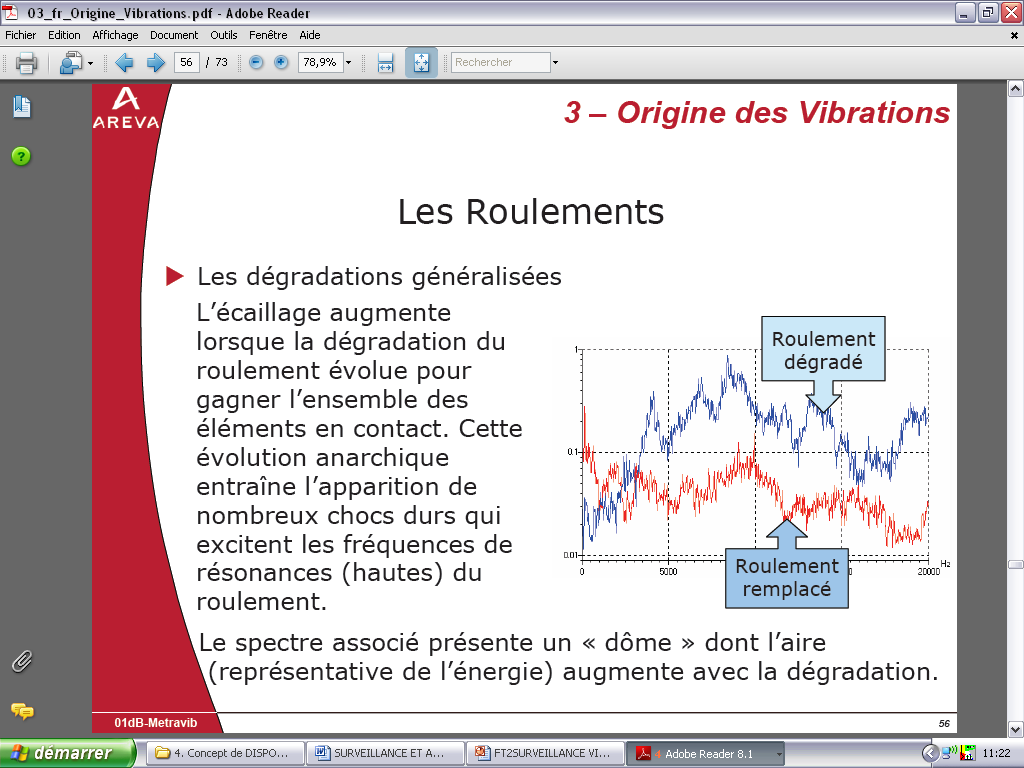 03_fr_Origine_Vibrations.pdf - Adobe Reader
Fichier Edition Affichage Document Outils Fenêtre Aide
56 / 73 78,9% Rechercher
AREVA
3 – Origine des Vibrations
Les Roulements
Les dégradations généralisées
L’écaillage augmente
lorsque la dégradation du
roulement évolue pour
gagner l’ensemble des
éléments en contact. Cette
évolution anarchique
entraîne l’apparition de
nombreux chocs durs qui
excitent les fréquences de
résonances (hautes) du
roulement.
Roulement
dégradé
1
0.1
0.01
0 5000 20000 Hz
Roulement
remplacé
Le spectre associé présente un « dôme » dont l’aire
(représentative de l’énergie) augmente avec la dégradation.
01dB-Metravib
56
démarrer
4. Concept de DISPO...
SURVEILLANCE ET A...
FT2SURVEILLANCE VI...
Adobe Reader 8.1
11:22